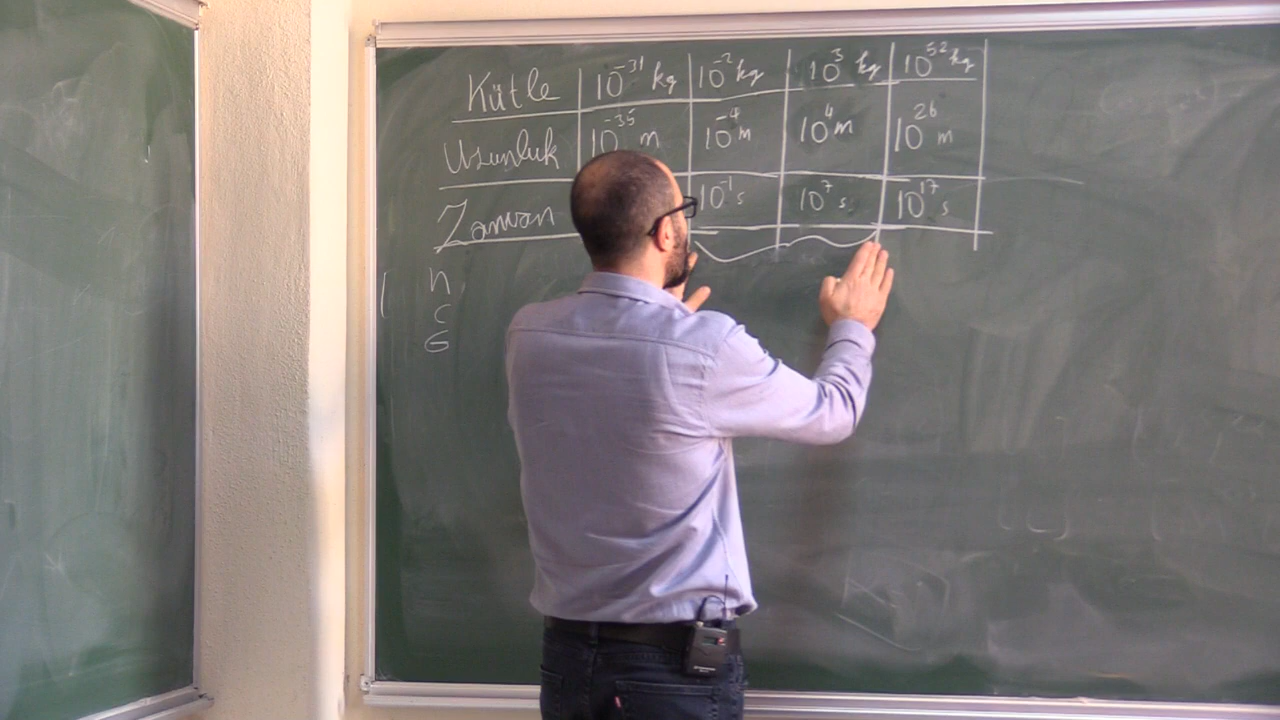 Kütle 10⁻³¹ kg 10⁻² kg 10³ kg 10⁵² kg
Uzunluk 10⁻³⁵ m 10⁻⁴ m 10⁴ m 10²⁶ m
Zaman 10⁻¹ s 10⁷ s 10¹⁷ s
c
G